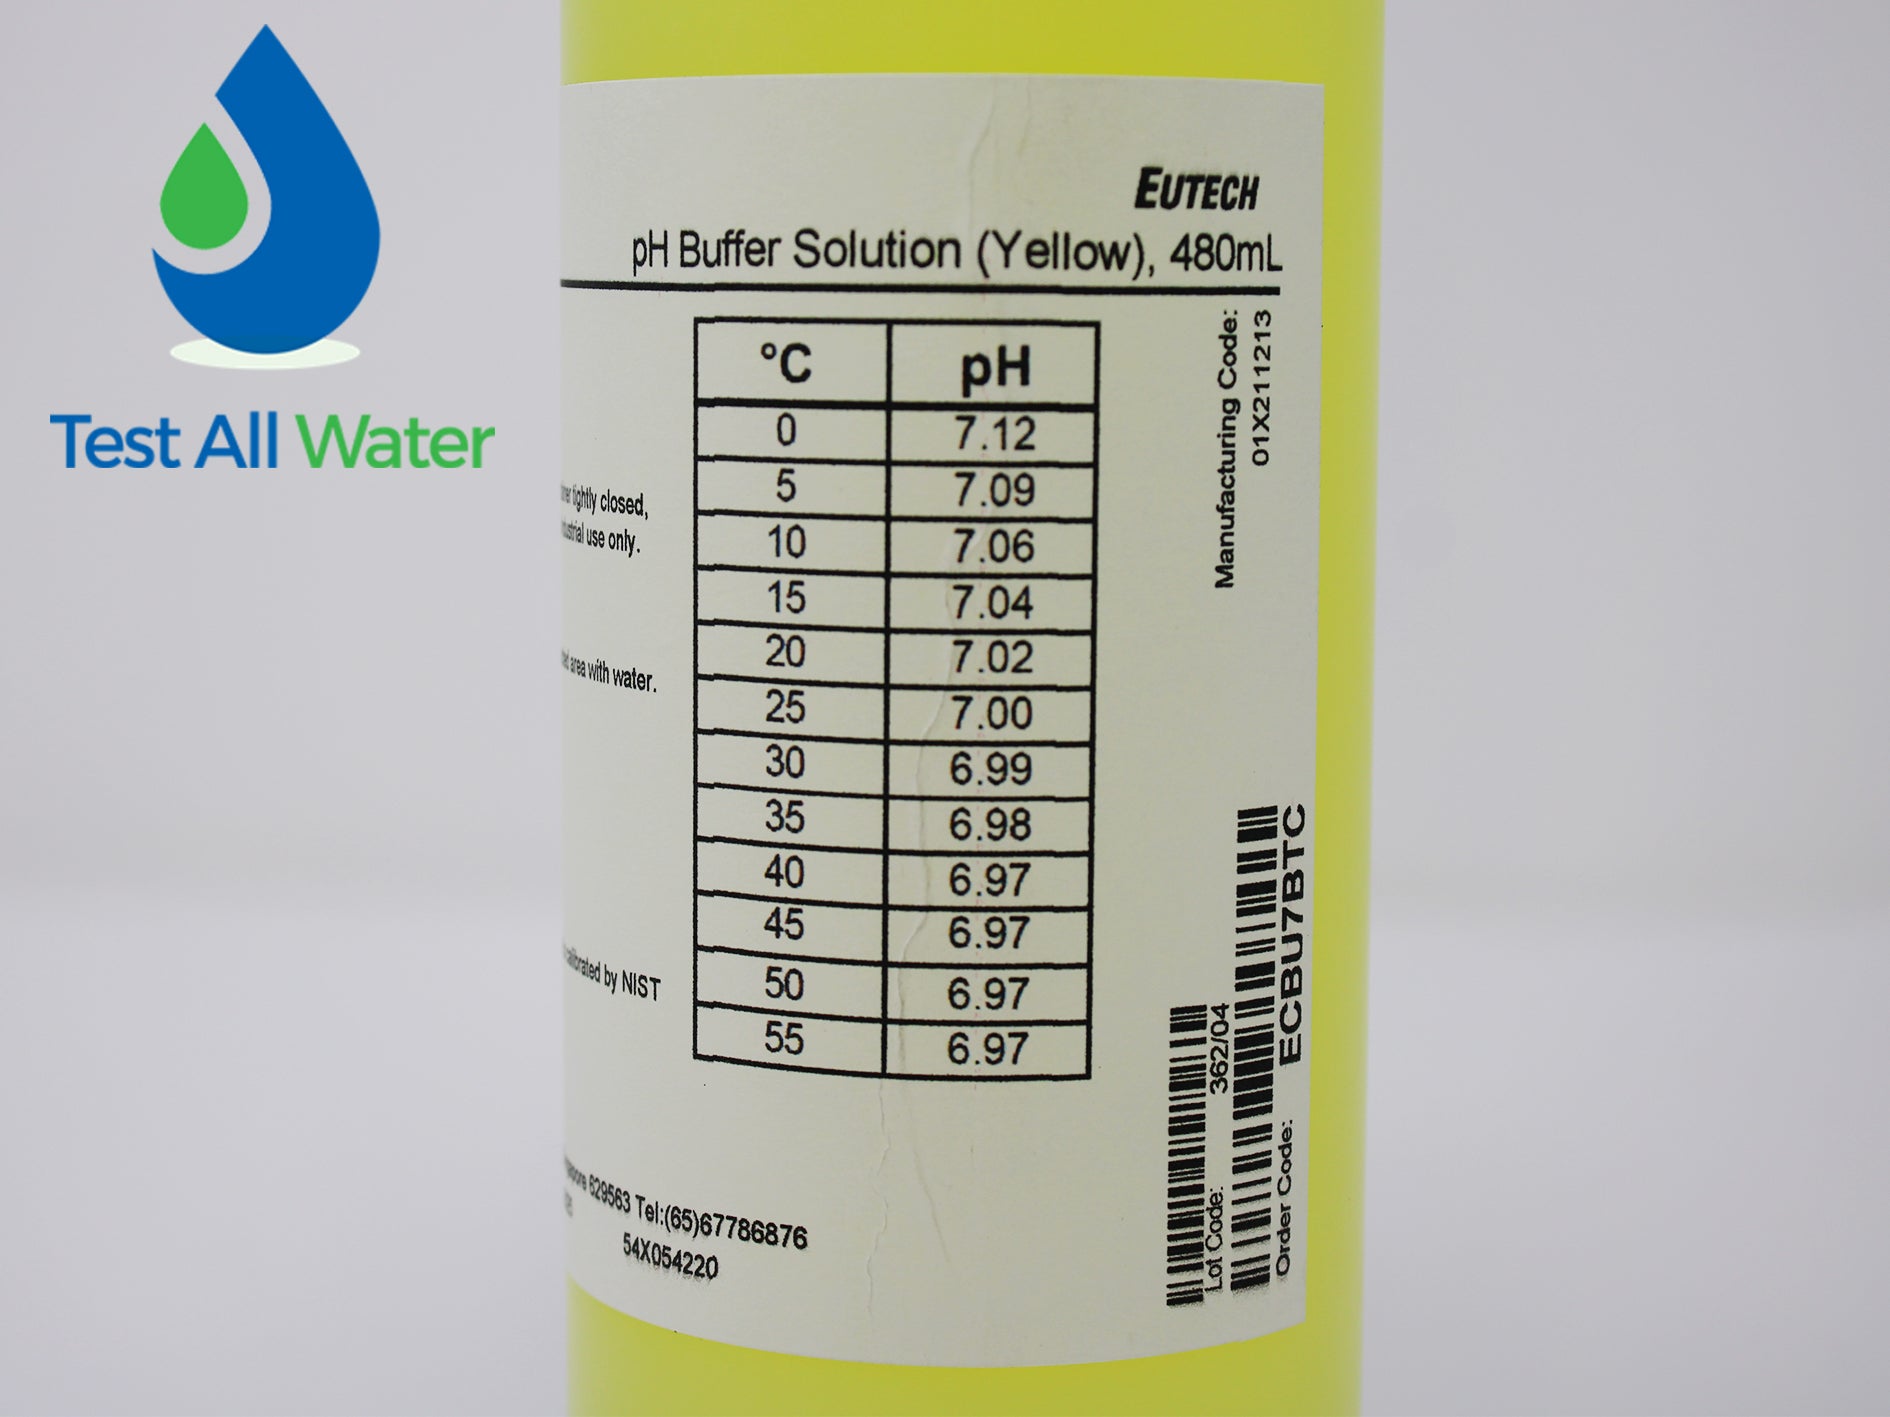 Test All Water
EUTECH
pH Buffer Solution (Yellow), 480mL
°C pH
0 7.12
5 7.09
10 7.06
15 7.04
20 7.02
25 7.00
30 6.99
35 6.98
40 6.97
45 6.97
50 6.97
55 6.97
tightly closed,
use only.
area with water.
by NIST
629563 Tel:(65)67786876
54X054220
Manufacturing Code:
01X211213
Lot Code: 362/04
Order Code: ECBU7BTC